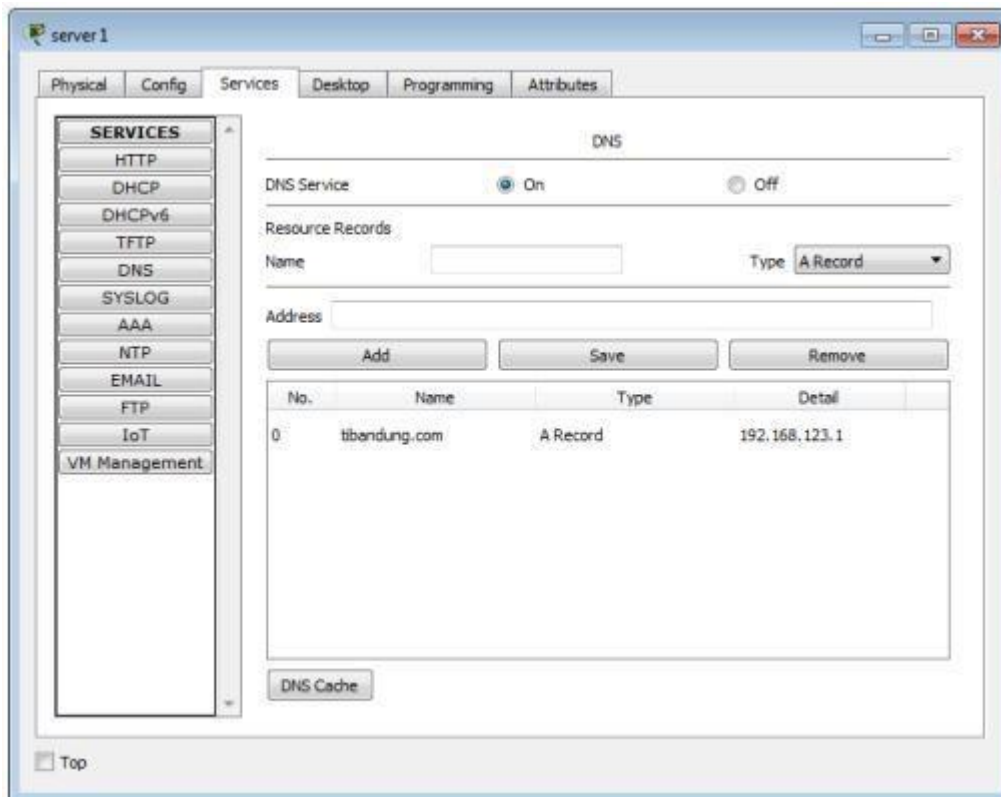 server 1
Physical Config Services Desktop Programming Attributes
SERVICES
HTTP
DHCP
DHCPv6
TFTP
DNS
SYSLOG
AAA
NTP
EMAIL
FTP
IoT
VM Management
DNS
DNS Service On Off
Resource Records
Name Type A Record
Address
Add Save Remove
No. Name Type Detail
0 tibandung.com A Record 192.168.123.1
DNS Cache
Top